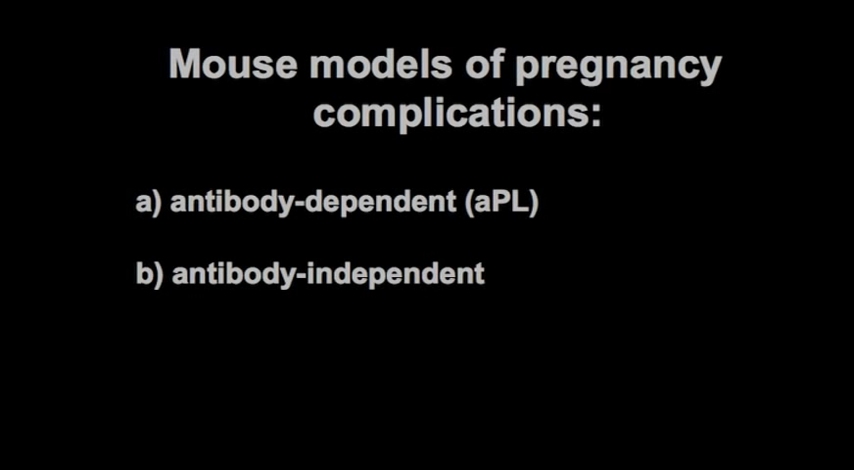 Mouse models of pregnancy
complications:
a) antibody-dependent (aPL)
b) antibody-independent